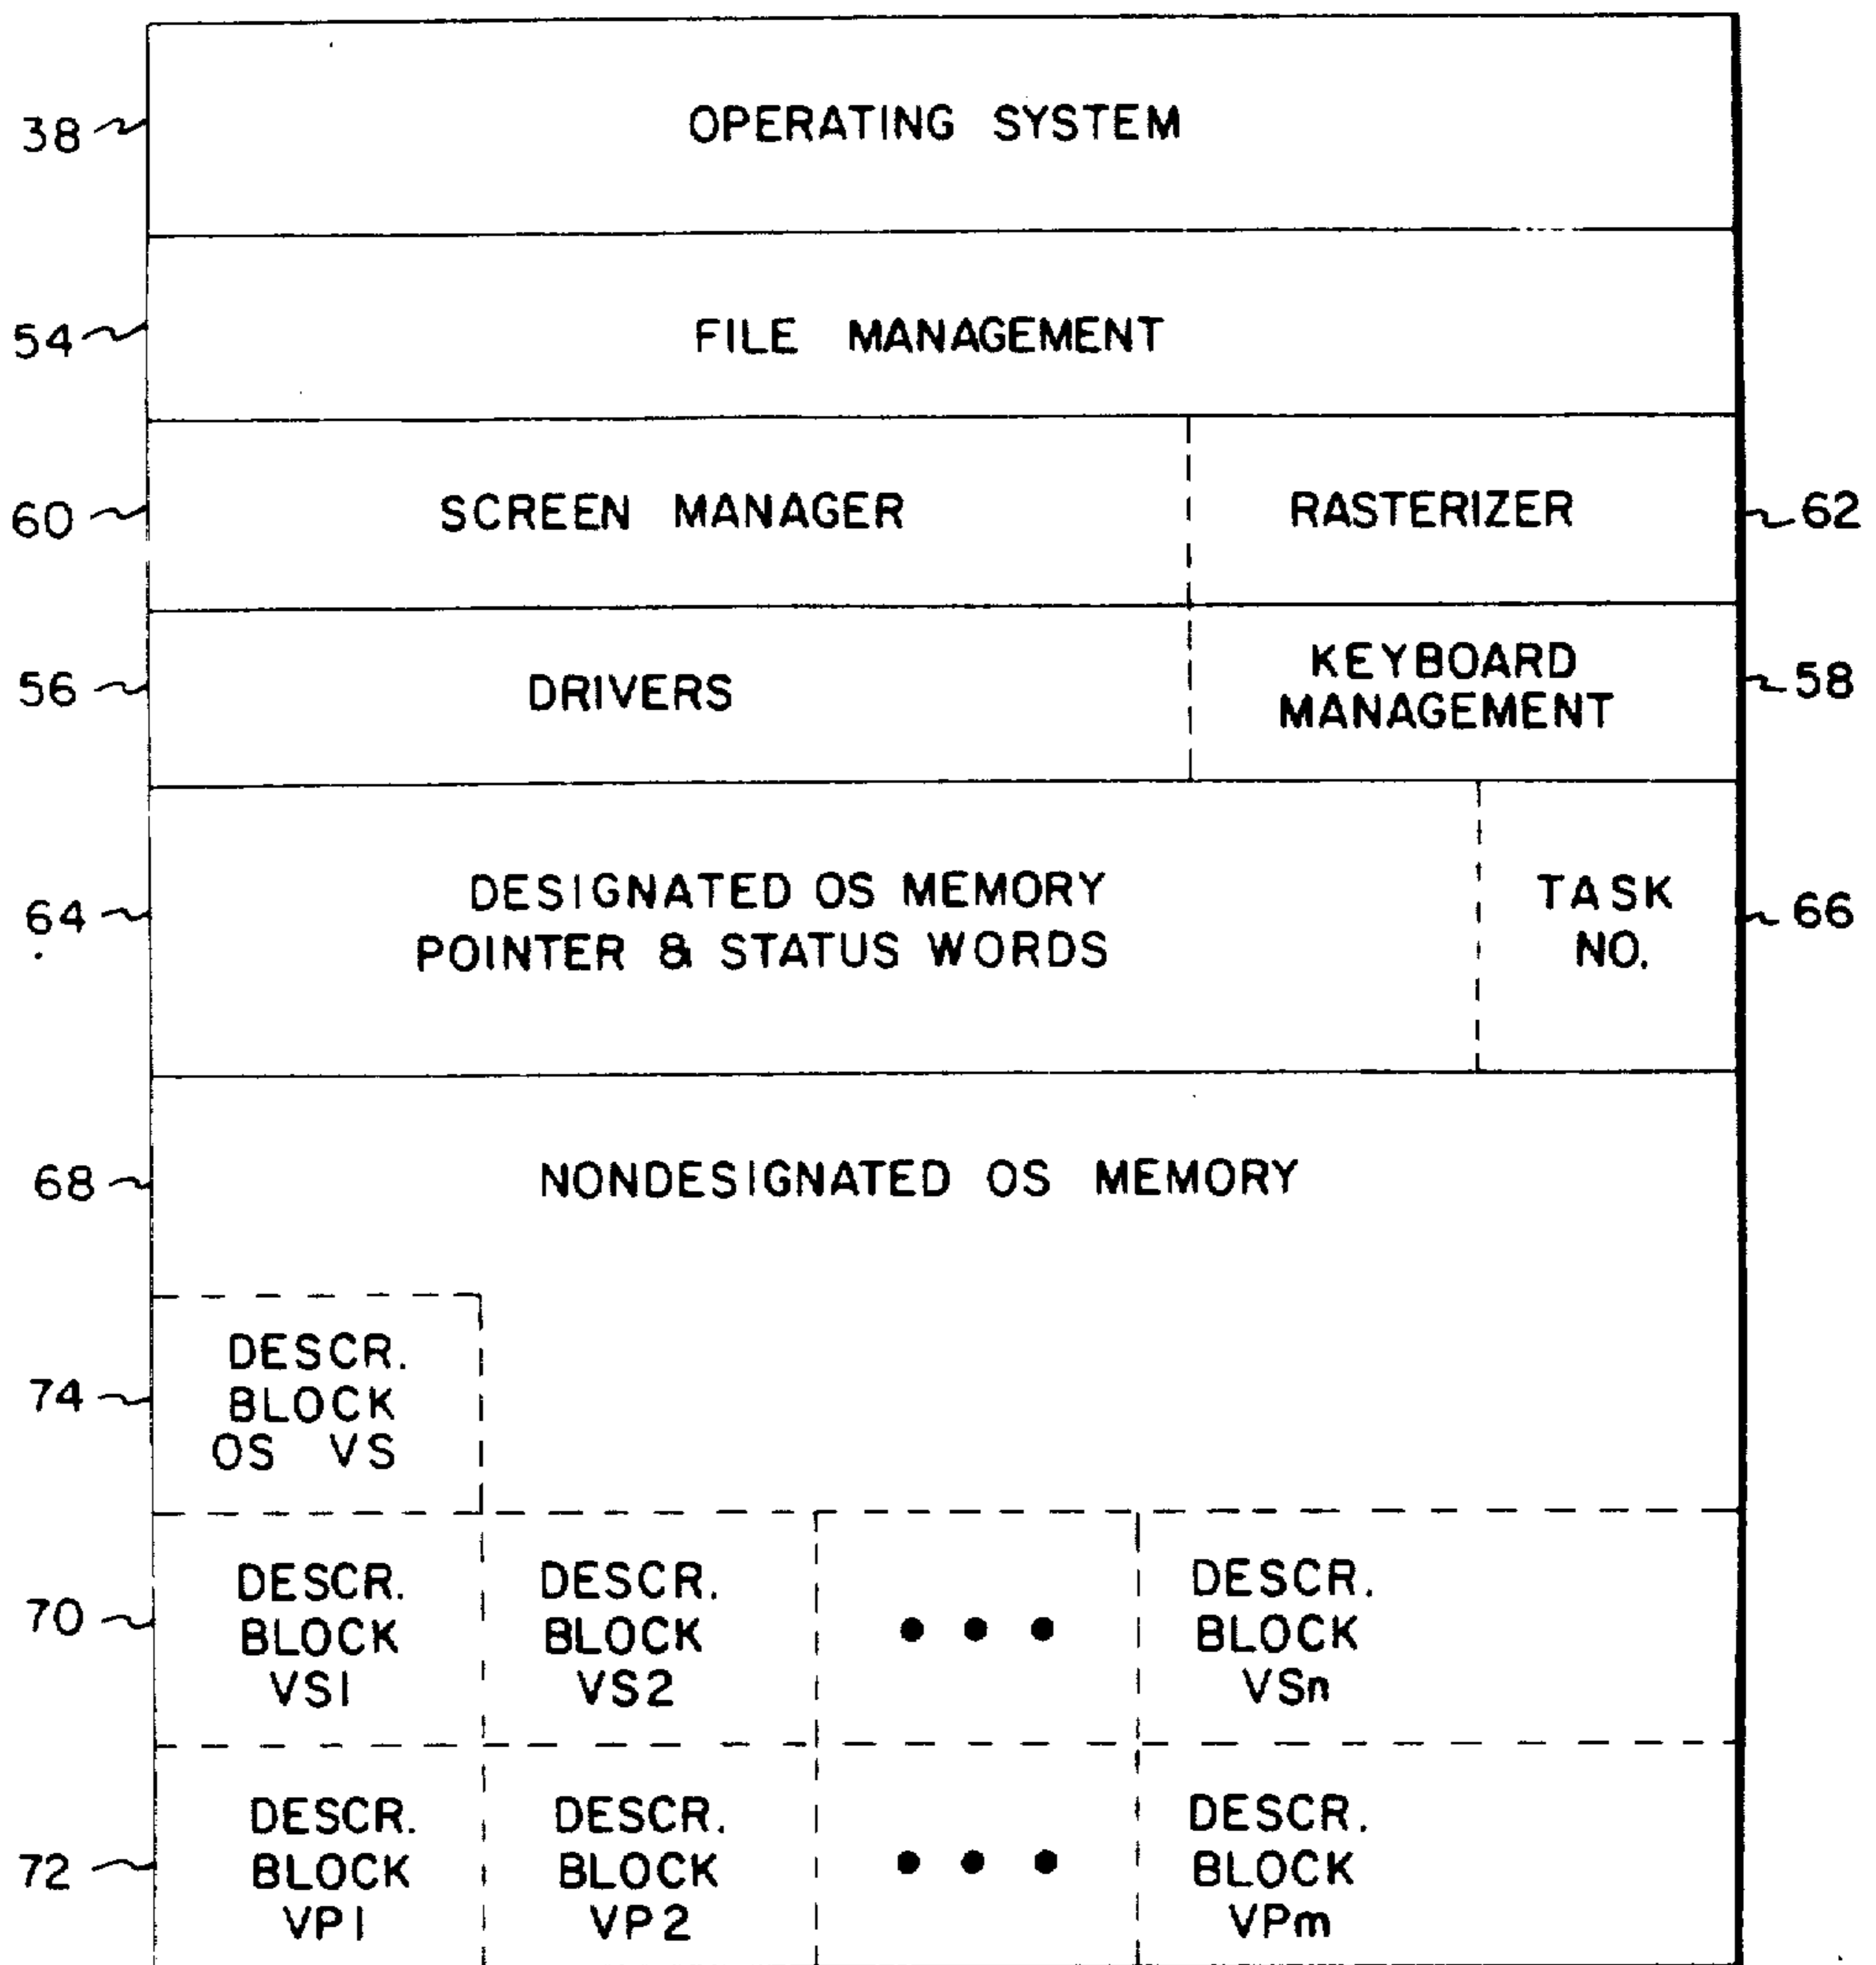 38 OPERATING SYSTEM
54 FILE MANAGEMENT
60 SCREEN MANAGER RASTERIZER 62
56 DRIVERS KEYBOARD MANAGEMENT 58
64 DESIGNATED OS MEMORY
POINTER & STATUS WORDS
TASK
NO.
66
68 NONDESIGNATED OS MEMORY
74 DESCR.
BLOCK
OS VS
70 DESCR.
BLOCK
VS1
DESCR.
BLOCK
VS2
• • •
DESCR.
BLOCK
VSn
72 DESCR.
BLOCK
VP1
DESCR.
BLOCK
VP2
• • •
DESCR.
BLOCK
VPm